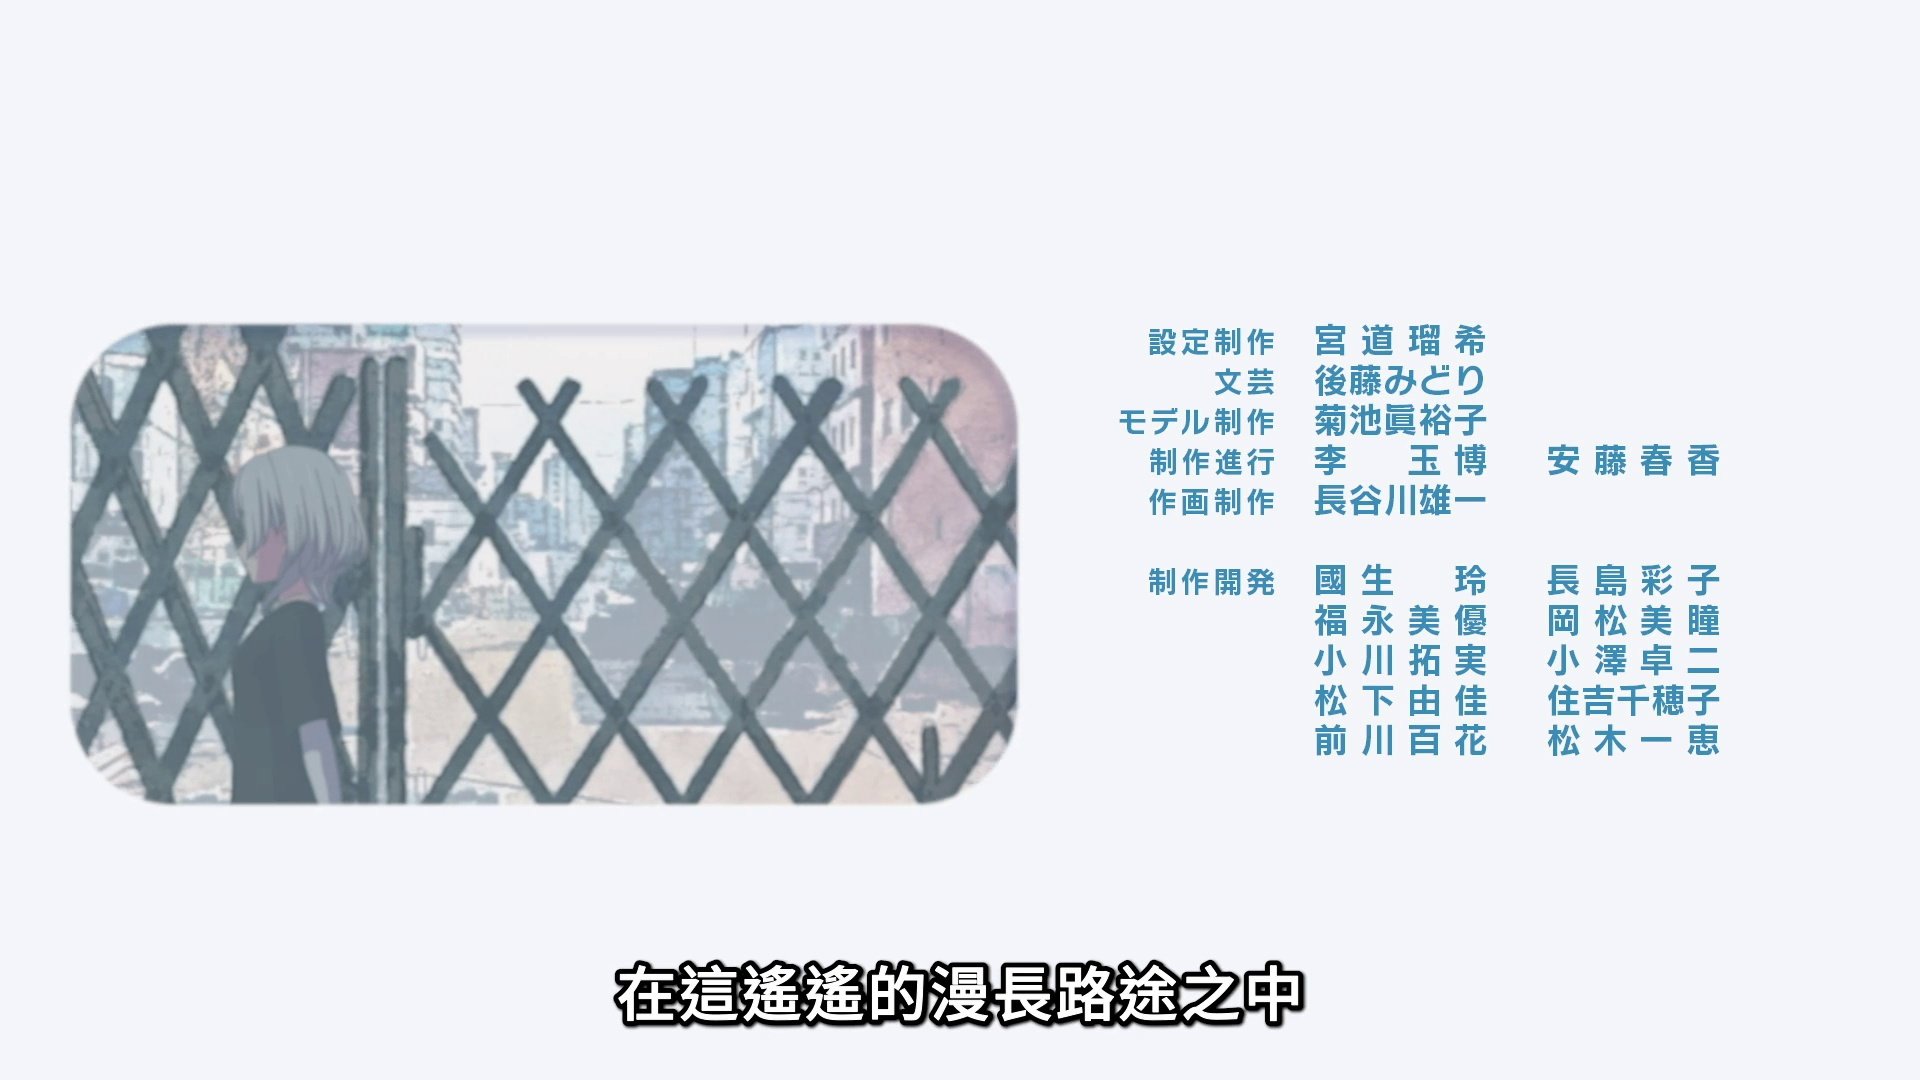 設定制作 宮道瑠希
文芸 後藤みどり
モデル制作 菊池眞裕子
制作進行 李玉博 安藤春香
作画制作 長谷川雄一
制作開発 國生玲 長島彩子
福永美優 岡松美瞳
小川拓実 小澤卓二
松下由佳 住吉千穂子
前川百花 松木一恵
在這遙遙的漫長路途之中